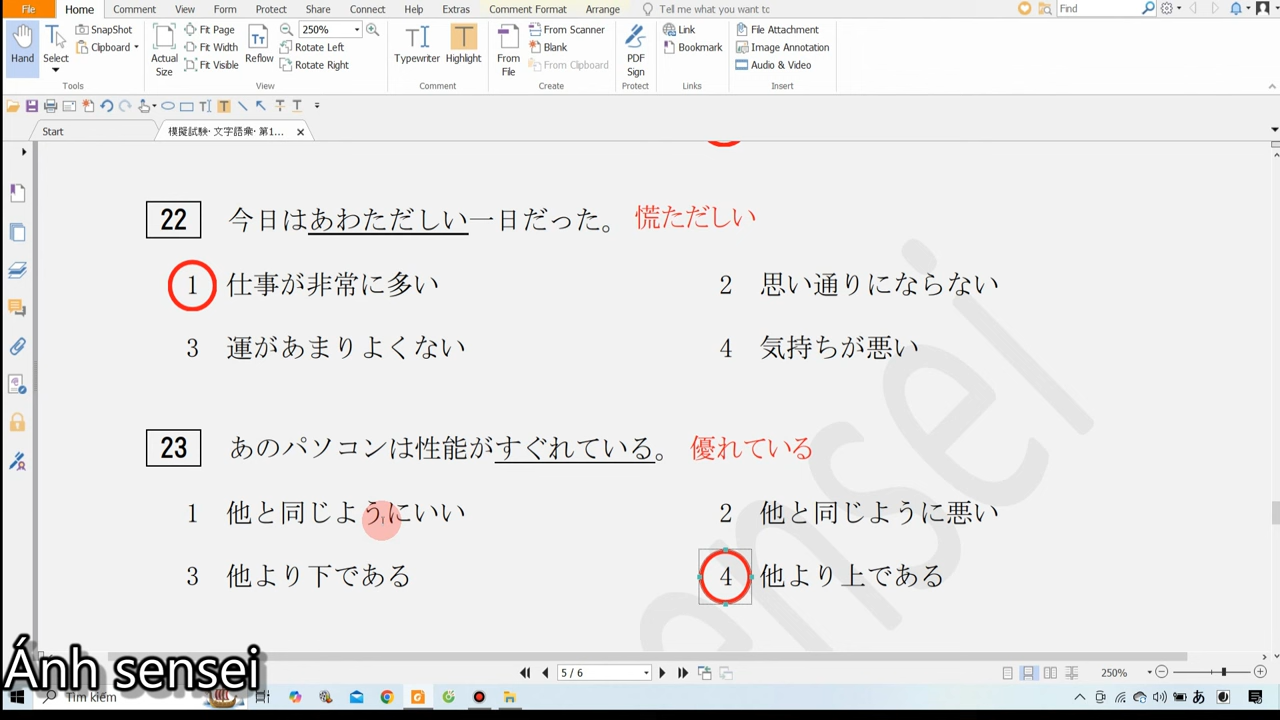 File Home Comment View Form Protect Share Connect Help Extras Comment Format Arrange Tell me what you want tc Find
Hand Select SnapShot Clipboard Actual Size Fit Page Fit Width Fit Visible Reflow 250% Rotate Left Rotate Right Typewriter Highlight From File From Scanner Blank From Clipboard PDF Sign Link Bookmark File Attachment Image Annotation Audio & Video
Tools View Comment Create Protect Links Insert
Start 模擬試験· 文字語彙· 第1...
22 今日はあわただしい一日だった。 慌ただしい
1 仕事が非常に多い 2 思い通りにならない
3 運があまりよくない 4 気持ちが悪い
23 あのパソコンは性能がすぐれている。 優れている
1 他と同じようにいい 2 他と同じように悪い
3 他より下である 4 他より上である
sensei
Ánh sensei
5 / 6 250%
Tìm kiếm あ